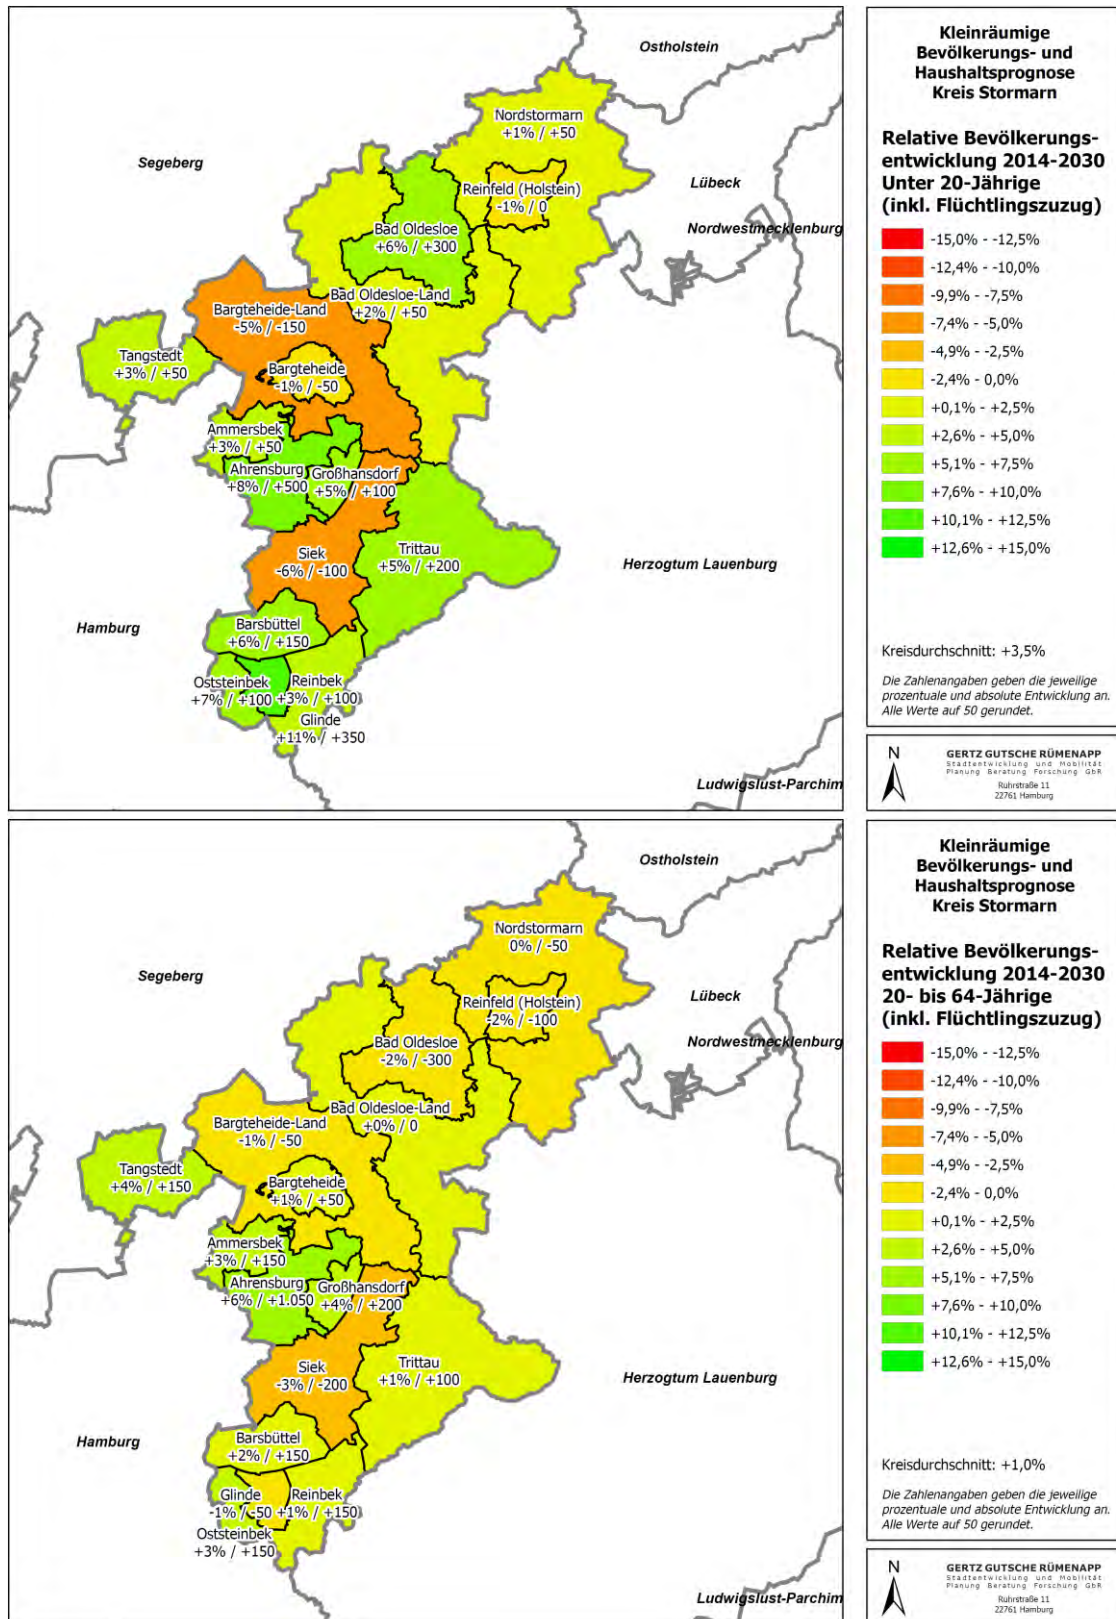 Ostholstein
Nordstormarn
+1% / +50
Segeberg
Reinfeld (Holstein)
-1% / 0
Lübeck
Nordwestmecklenburg
Bad Oldesloe
+6% / +300
Bad Oldesloe-Land
+2% / +50
Bargteheide-Land
-5% / -150
Tangstedt
+3% / +50
Bargteheide
-1% / -50
Ammersbek
+3% / +50
Ahrensburg
+8% / +500
Großhansdorf
+5% / +100
Siek
-6% / -100
Trittau
+5% / +200
Herzogtum Lauenburg
Hamburg
Barsbüttel
+6% / +150
Oststeinbek
+7% / +100
Reinbek
+3% / +100
Glinde
+11% / +350
Ludwigslust-Parchim
Kleinräumige
Bevölkerungs- und
Haushaltsprognose
Kreis Stormarn
Relative Bevölkerungs-
entwicklung 2014-2030
Unter 20-Jährige
(inkl. Flüchtlingszuzug)
-15,0% - -12,5%
-12,4% - -10,0%
-9,9% - -7,5%
-7,4% - -5,0%
-4,9% - -2,5%
-2,4% - 0,0%
+0,1% - +2,5%
+2,6% - +5,0%
+5,1% - +7,5%
+7,6% - +10,0%
+10,1% - +12,5%
+12,6% - +15,0%
Kreisdurchschnitt: +3,5%
Die Zahlenangaben geben die jeweilige
prozentuale und absolute Entwicklung an.
Alle Werte auf 50 gerundet.
N
GERTZ GUTSCHE RÜMENAPP
Stadtentwicklung und Mobilität
Planung Beratung Forschung GbR
Ruhrstraße 11
22761 Hamburg
Ostholstein
Nordstormarn
0% / -50
Segeberg
Reinfeld (Holstein)
-2% / -100
Lübeck
Nordwestmecklenburg
Bad Oldesloe
-2% / -300
Bad Oldesloe-Land
+0% / 0
Bargteheide-Land
-1% / -50
Tangstedt
+4% / +150
Bargteheide
+1% / +50
Ammersbek
+3% / +150
Ahrensburg
+6% / +1.050
Großhansdorf
+4% / +200
Siek
-3% / -200
Trittau
+1% / +100
Herzogtum Lauenburg
Hamburg
Barsbüttel
+2% / +150
Glinde
-1% / -50
Reinbek
+1% / +150
Oststeinbek
+3% / +150
Ludwigslust-Parchim
Kleinräumige
Bevölkerungs- und
Haushaltsprognose
Kreis Stormarn
Relative Bevölkerungs-
entwicklung 2014-2030
20- bis 64-Jährige
(inkl. Flüchtlingszuzug)
-15,0% - -12,5%
-12,4% - -10,0%
-9,9% - -7,5%
-7,4% - -5,0%
-4,9% - -2,5%
-2,4% - 0,0%
+0,1% - +2,5%
+2,6% - +5,0%
+5,1% - +7,5%
+7,6% - +10,0%
+10,1% - +12,5%
+12,6% - +15,0%
Kreisdurchschnitt: +1,0%
Die Zahlenangaben geben die jeweilige
prozentuale und absolute Entwicklung an.
Alle Werte auf 50 gerundet.
N
GERTZ GUTSCHE RÜMENAPP
Stadtentwicklung und Mobilität
Planung Beratung Forschung GbR
Ruhrstraße 11
22761 Hamburg